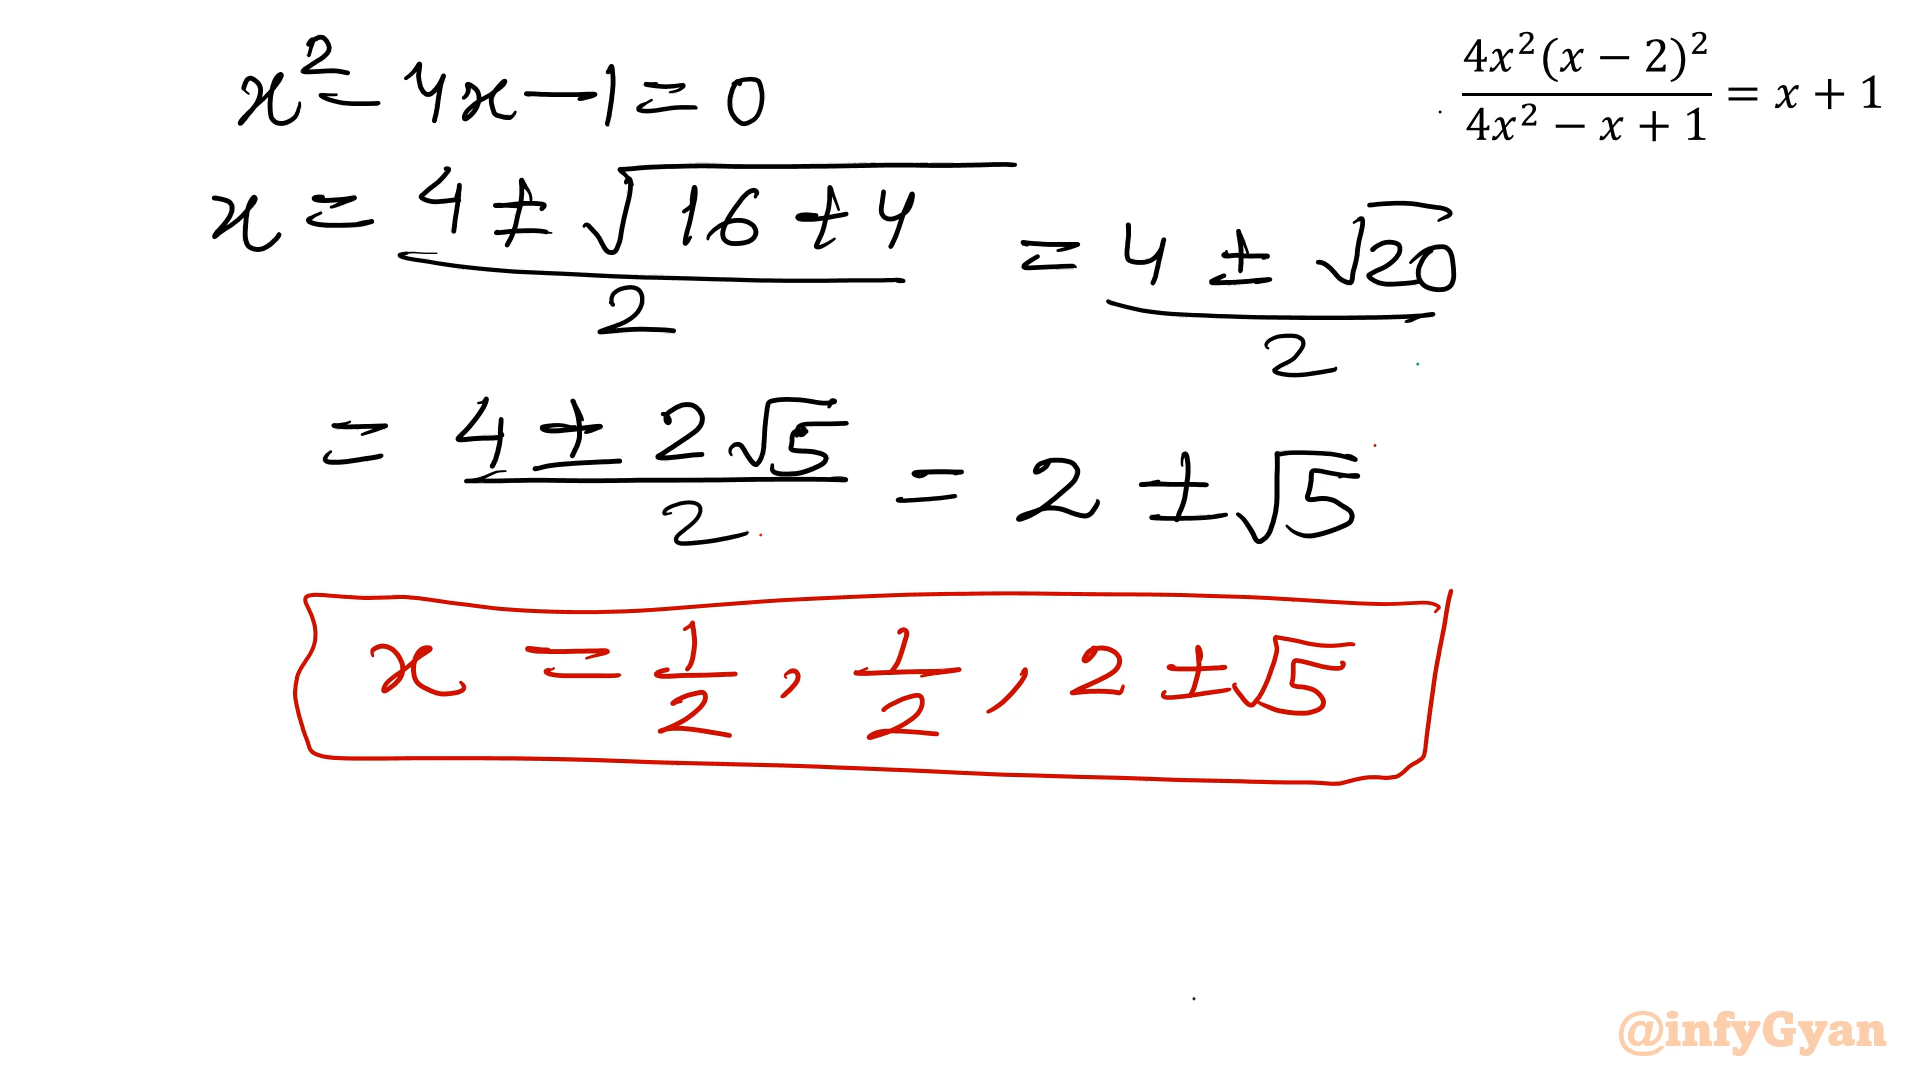 x² - 4x - 1 = 0
4x²(x − 2)² / 4x² − x + 1 = x + 1
x = 4 ± √16 + 4 / 2 = 4 ± √20 / 2
= 4 ± 2√5 / 2 = 2 ± √5
x = 1/2, 1/2, 2 ± √5
@infyGyan